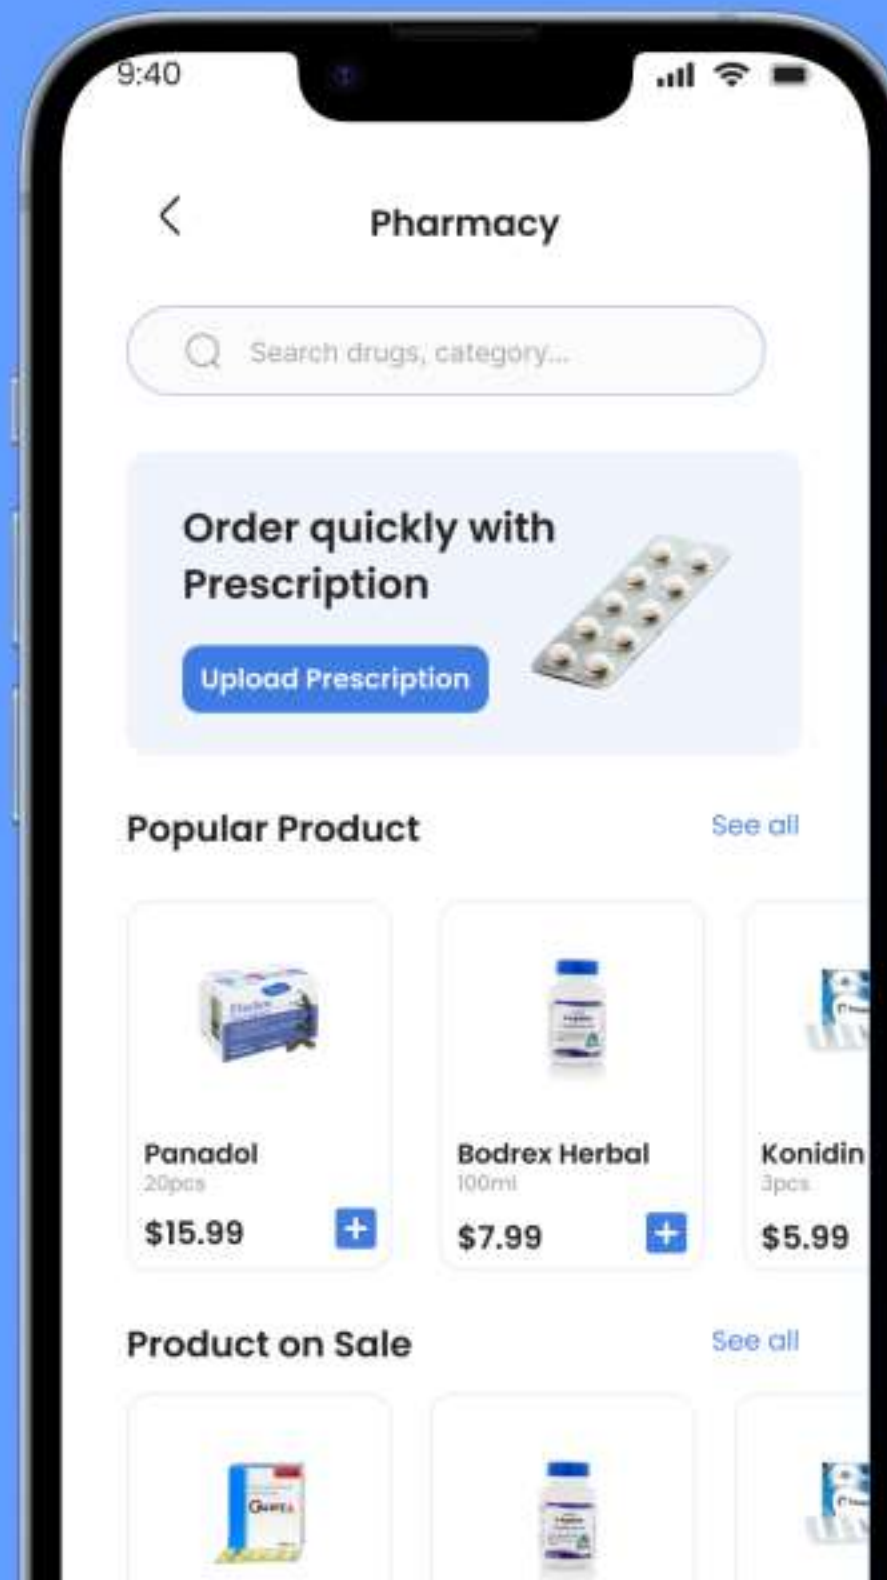 9:40
Pharmacy
Search drugs, category...
Order quickly with
Prescription
Upload Prescription
Popular Product
See all
Panadol
20pcs
$15.99
Bodrex Herbal
100ml
$7.99
Konidin
3pcs
$5.99
Product on Sale
See all